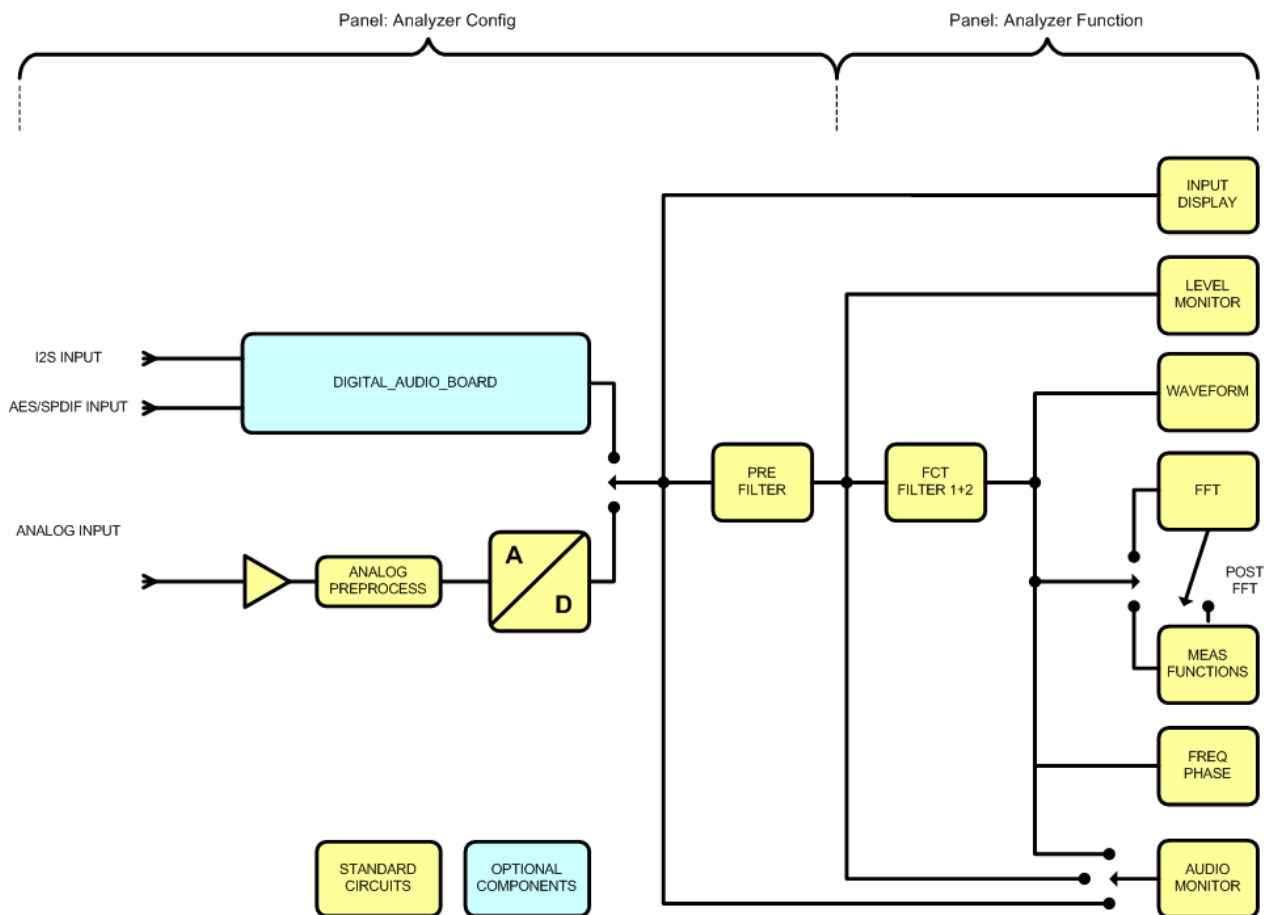 Panel: Analyzer Config
Panel: Analyzer Function
INPUT
DISPLAY
LEVEL
MONITOR
I2S INPUT
DIGITAL_AUDIO_BOARD
AES/SPDIF INPUT
WAVEFORM
PRE
FILTER
FCT
FILTER 1+2
FFT
ANALOG INPUT
ANALOG
PREPROCESS
A
D
POST
FFT
MEAS
FUNCTIONS
FREQ
PHASE
STANDARD
CIRCUITS
OPTIONAL
COMPONENTS
AUDIO
MONITOR